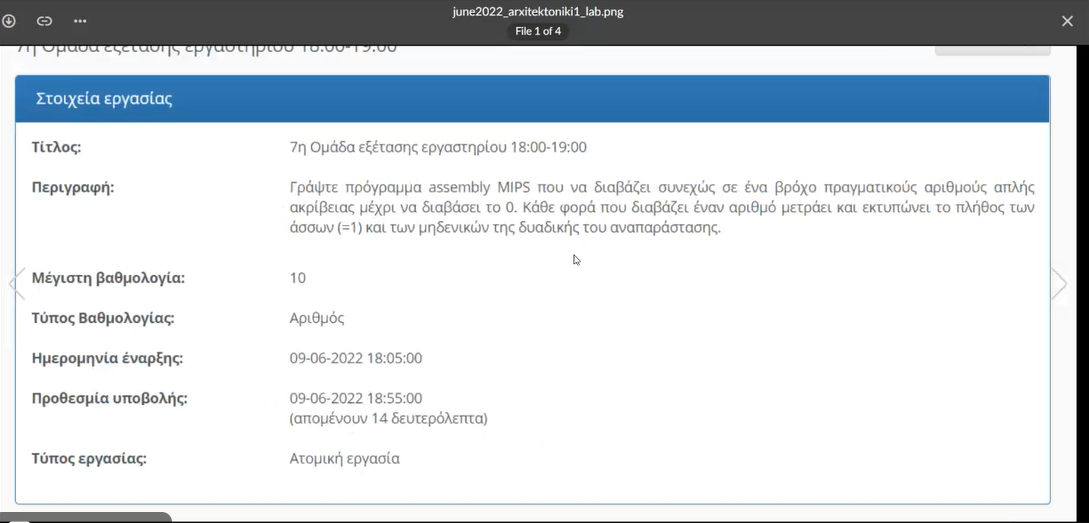 june2022_arxitektoniki1_lab.png
File 1 of 4
7η Ομάδα εξέτασης εργαστηρίου 18:00-19:00
Στοιχεία εργασίας
Τίτλος: 7η Ομάδα εξέτασης εργαστηρίου 18:00-19:00
Περιγραφή: Γράψτε πρόγραμμα assembly MIPS που να διαβάζει συνεχώς σε ένα βρόχο πραγματικούς αριθμούς απλής
ακρίβειας μέχρι να διαβάσει το 0. Κάθε φορά που διαβάζει έναν αριθμό μετράει και εκτυπώνει το πλήθος των
άσσων (=1) και των μηδενικών της δυαδικής του αναπαράστασης.
Μέγιστη βαθμολογία: 10
Τύπος Βαθμολογίας: Αριθμός
Ημερομηνία έναρξης: 09-06-2022 18:05:00
Προθεσμία υποβολής: 09-06-2022 18:55:00
(απομένουν 14 δευτερόλεπτα)
Τύπος εργασίας: Ατομική εργασία